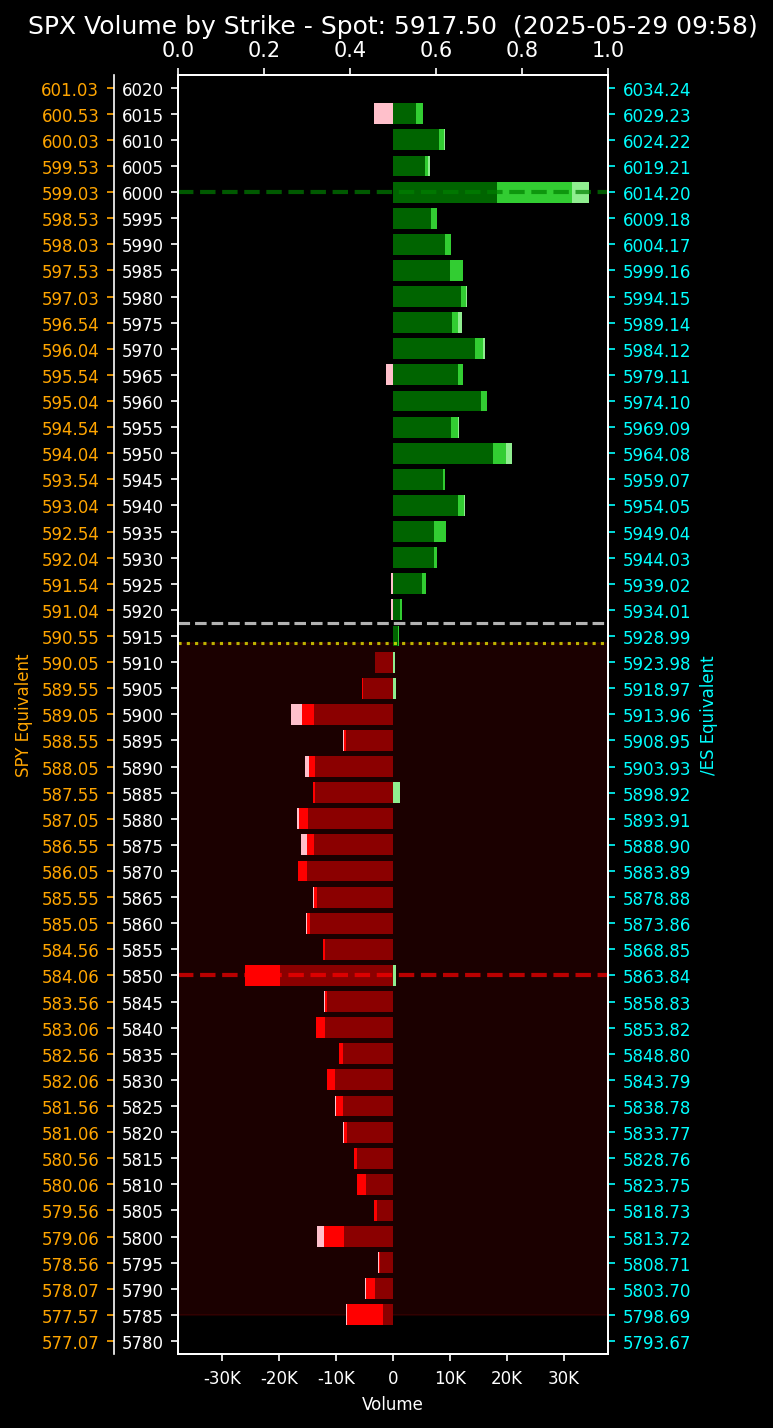 SPX Volume by Strike - Spot: 5917.50  (2025-05-29 09:58)
0.0 0.2 0.4 0.6 0.8 1.0
601.03 6020 6034.24
600.53 6015 6029.23
600.03 6010 6024.22
599.53 6005 6019.21
599.03 6000 6014.20
598.53 5995 6009.18
598.03 5990 6004.17
597.53 5985 5999.16
597.03 5980 5994.15
596.54 5975 5989.14
596.04 5970 5984.12
595.54 5965 5979.11
595.04 5960 5974.10
594.54 5955 5969.09
594.04 5950 5964.08
593.54 5945 5959.07
593.04 5940 5954.05
592.54 5935 5949.04
592.04 5930 5944.03
591.54 5925 5939.02
591.04 5920 5934.01
590.55 5915 5928.99
590.05 5910 5923.98
589.55 5905 5918.97
589.05 5900 5913.96
588.55 5895 5908.95
588.05 5890 5903.93
587.55 5885 5898.92
587.05 5880 5893.91
586.55 5875 5888.90
586.05 5870 5883.89
585.55 5865 5878.88
585.05 5860 5873.86
584.56 5855 5868.85
584.06 5850 5863.84
583.56 5845 5858.83
583.06 5840 5853.82
582.56 5835 5848.80
582.06 5830 5843.79
581.56 5825 5838.78
581.06 5820 5833.77
580.56 5815 5828.76
580.06 5810 5823.75
579.56 5805 5818.73
579.06 5800 5813.72
578.56 5795 5808.71
578.07 5790 5803.70
577.57 5785 5798.69
577.07 5780 5793.67
SPY Equivalent
/ES Equivalent
-30K -20K -10K 0 10K 20K 30K
Volume